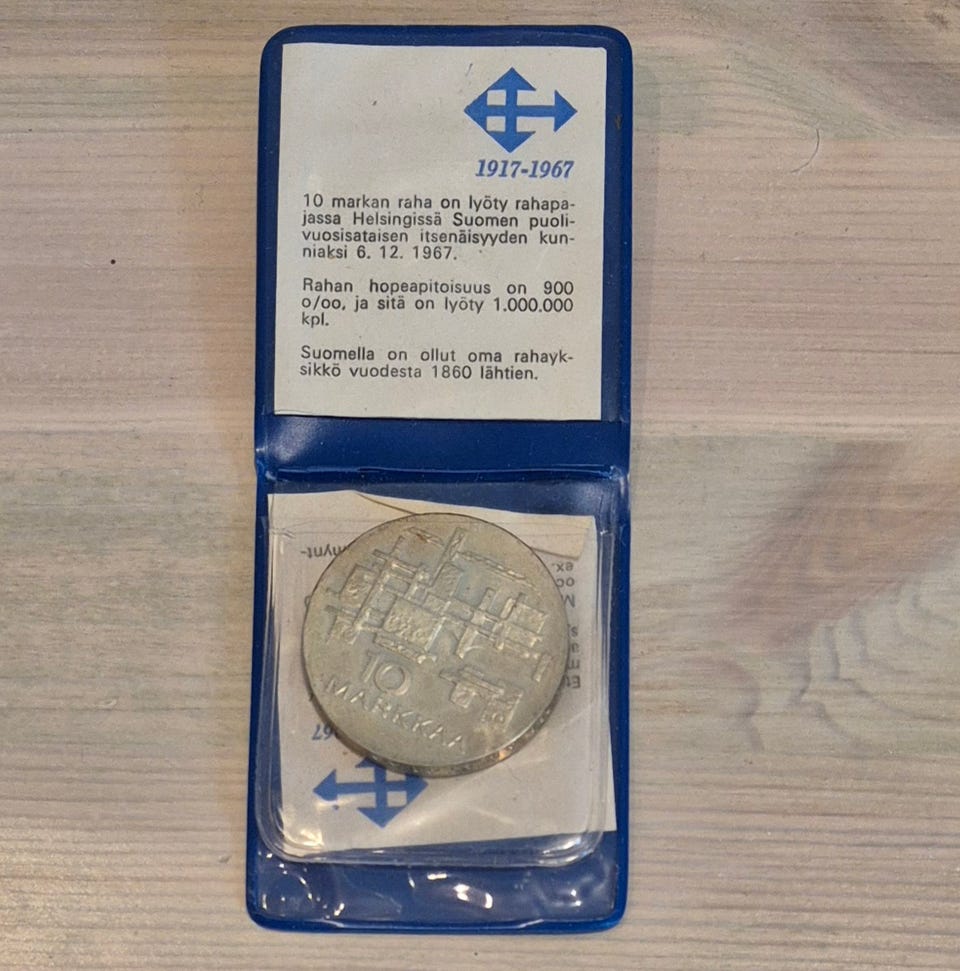 1917-1967
10 markan raha on lyöty rahapa-
jassa Helsingissä Suomen puoli-
vuosisataisen itsenäisyyden kun-
niaksi 6. 12. 1967.
Rahan hopeapitoisuus on 900
o/oo, ja sitä on lyöty 1.000.000
kpl.
Suomella on ollut oma rahayk-
sikkö vuodesta 1860 lähtien.
10
MARKKAA
ex.